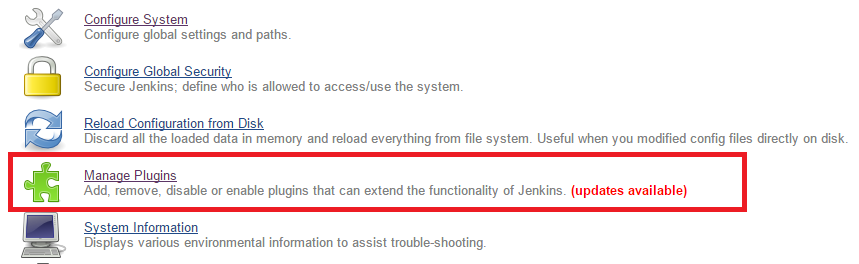 Configure System
Configure global settings and paths.
Configure Global Security
Secure Jenkins; define who is allowed to access/use the system.
Reload Configuration from Disk
Discard all the loaded data in memory and reload everything from file system. Useful when you modified config files directly on disk.
Manage Plugins
Add, remove, disable or enable plugins that can extend the functionality of Jenkins. (updates available)
System Information
Displays various environmental information to assist trouble-shooting.